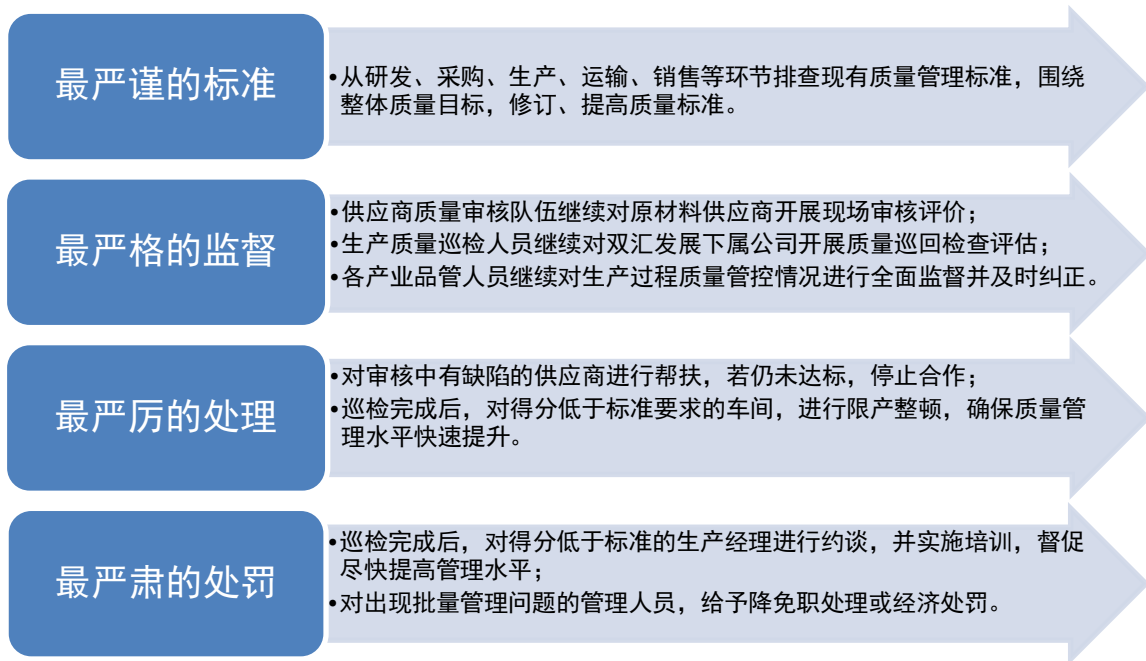 最严谨的标准
•从研发、采购、生产、运输、销售等环节排查现有质量管理标准，围绕
整体质量目标，修订、提高质量标准。
最严格的监督
•供应商质量审核队伍继续对原材料供应商开展现场审核评价；
•生产质量巡检人员继续对双汇发展下属公司开展质量巡回检查评估；
•各产业品管人员继续对生产过程质量管控情况进行全面监督并及时纠正。
最严厉的处理
•对审核中有缺陷的供应商进行帮扶，若仍未达标，停止合作；
•巡检完成后，对得分低于标准要求的车间，进行限产整顿，确保质量管
理水平快速提升。
最严肃的处罚
•巡检完成后，对得分低于标准的生产经理进行约谈，并实施培训，督促
尽快提高管理水平；
•对出现批量管理问题的管理人员，给予降免职处理或经济处罚。